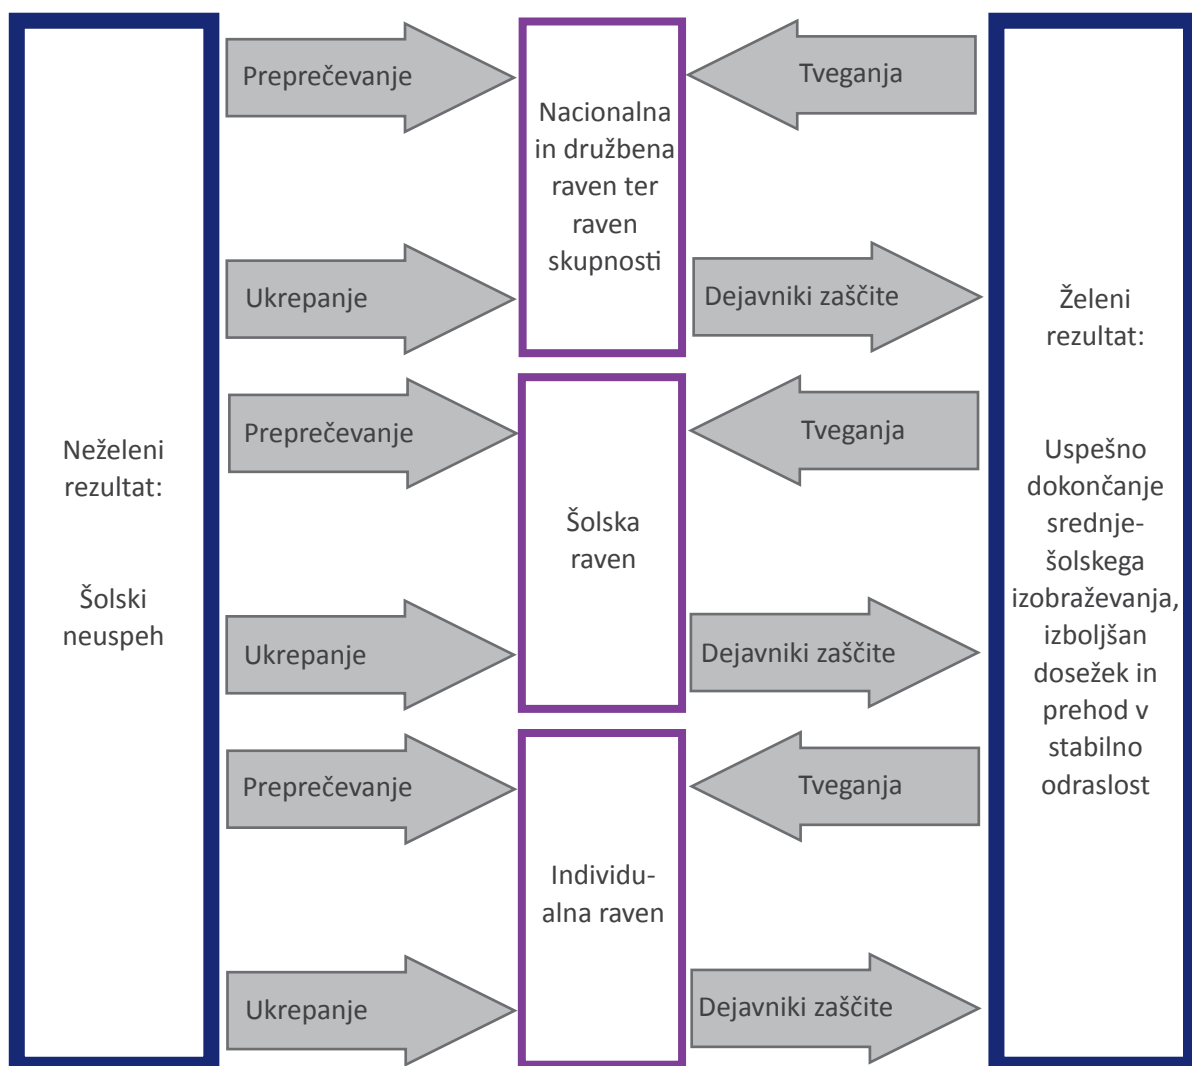 Neželeni
rezultat:
Šolski
neuspeh
Preprečevanje
Tveganja
Nacionalna
in družbena
raven ter
raven
skupnosti
Ukrepanje
Dejavniki zaščite
Preprečevanje
Tveganja
Šolska
raven
Ukrepanje
Dejavniki zaščite
Preprečevanje
Tveganja
Individu-
alna raven
Ukrepanje
Dejavniki zaščite
Želeni
rezultat:
Uspešno
dokončanje
srednje-
šolskega
izobraževanja,
izboljšan
dosežek in
prehod v
stabilno
odraslost